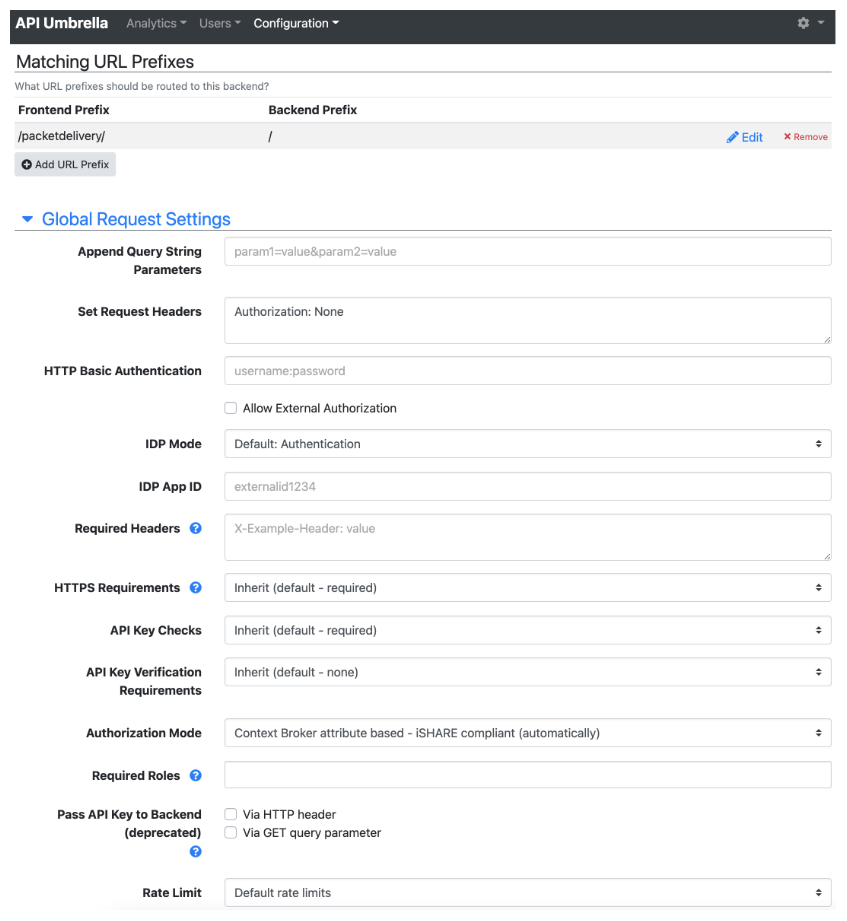 API Umbrella Analytics Users Configuration
Matching URL Prefixes
What URL prefixes should be routed to this backend?
Frontend Prefix Backend Prefix
/packetdelivery/ / Edit Remove
Add URL Prefix
Global Request Settings
Append Query String
Parameters
param1=value&param2=value
Set Request Headers
Authorization: None
HTTP Basic Authentication
username:password
Allow External Authorization
IDP Mode
Default: Authentication
IDP App ID
externalid1234
Required Headers ?
X-Example-Header: value
HTTPS Requirements ?
Inherit (default - required)
API Key Checks
Inherit (default - required)
API Key Verification
Requirements
Inherit (default - none)
Authorization Mode
Context Broker attribute based - iSHARE compliant (automatically)
Required Roles ?
Pass API Key to Backend
(deprecated)
?
Via HTTP header
Via GET query parameter
Rate Limit
Default rate limits